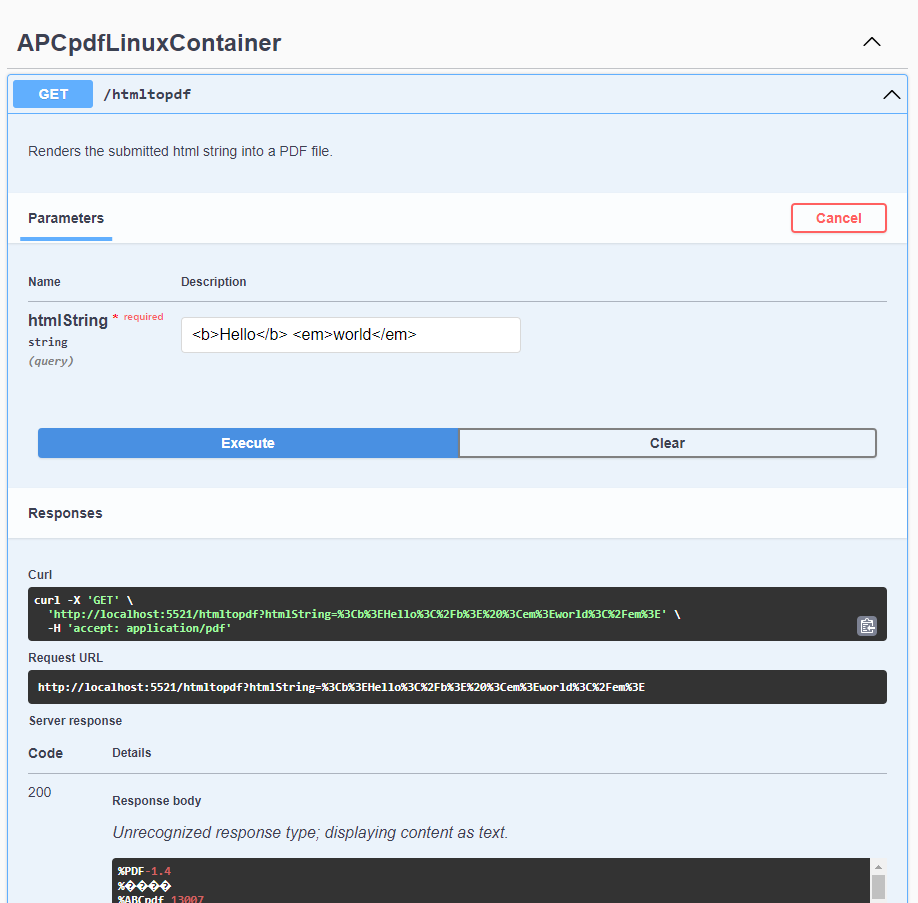 APCpdfLinuxContainer
GET /htmltopdf
Renders the submitted html string into a PDF file.
Parameters
Cancel
Name Description
htmlString * required
<b>Hello</b> <em>world</em>
string
(query)
Execute
Clear
Responses
Curl
curl -X 'GET' \
'http://localhost:5521/htmltopdf?htmlString=%3Cb%3EHello%3C%2Fb%3E%20%3Cem%3Eworld%3C%2Fem%3E' \
-H 'accept: application/pdf'
Request URL
http://localhost:5521/htmltopdf?htmlString=%3Cb%3EHello%3C%2Fb%3E%20%3Cem%3Eworld%3C%2Fem%3E
Server response
Code Details
200
Response body
Unrecognized response type; displaying content as text.
%PDF-1.4
%����
%ABCpdf 13007